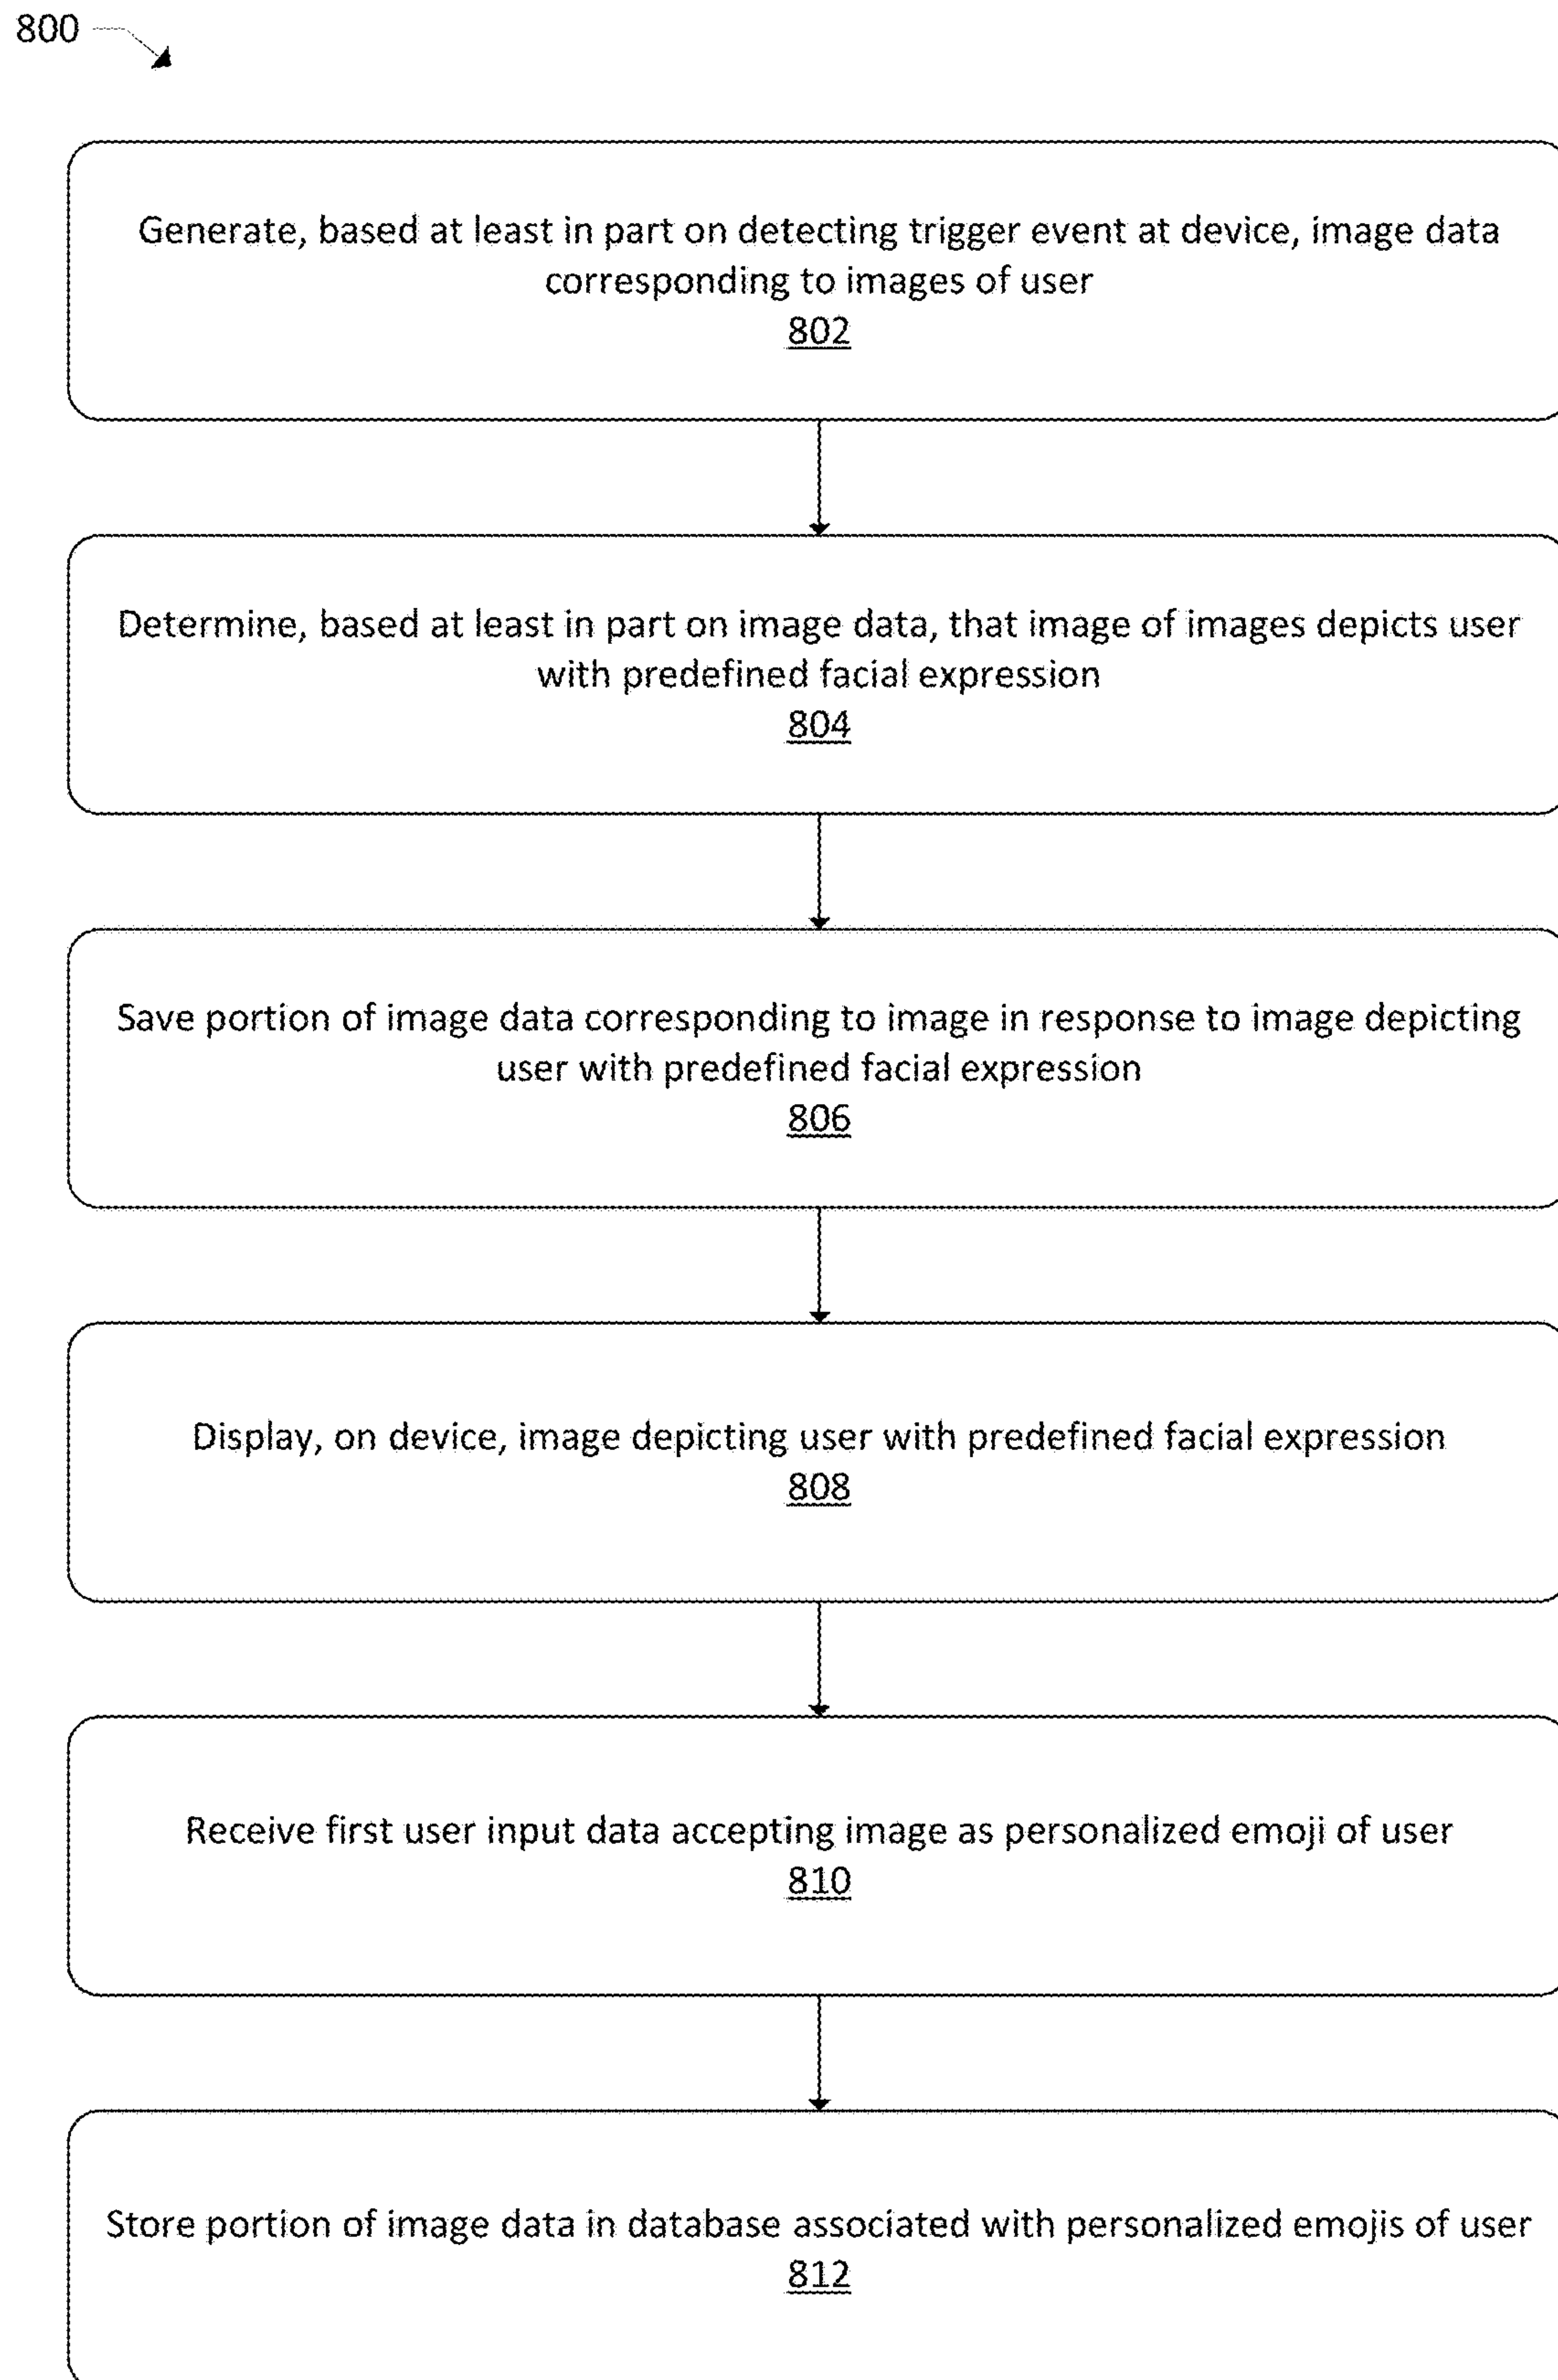 800
Generate, based at least in part on detecting trigger event at device, image data
corresponding to images of user
802
Determine, based at least in part on image data, that image of images depicts user
with predefined facial expression
804
Save portion of image data corresponding to image in response to image depicting
user with predefined facial expression
806
Display, on device, image depicting user with predefined facial expression
808
Receive first user input data accepting image as personalized emoji of user
810
Store portion of image data in database associated with personalized emojis of user
812